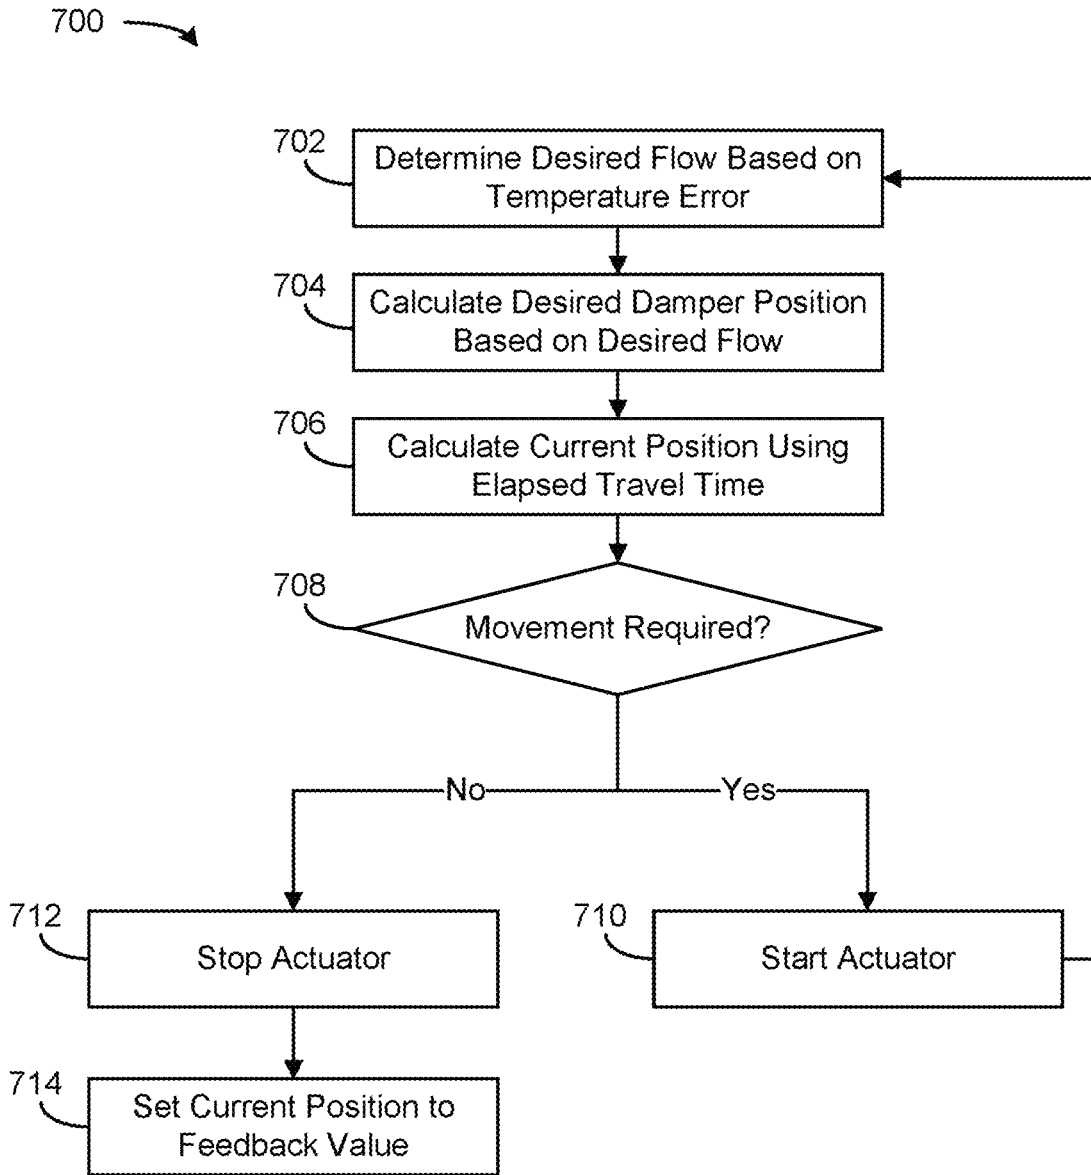 700
702
Determine Desired Flow Based on
Temperature Error
704
Calculate Desired Damper Position
Based on Desired Flow
706
Calculate Current Position Using
Elapsed Travel Time
708
Movement Required?
No
Yes
712
Stop Actuator
710
Start Actuator
714
Set Current Position to
Feedback Value